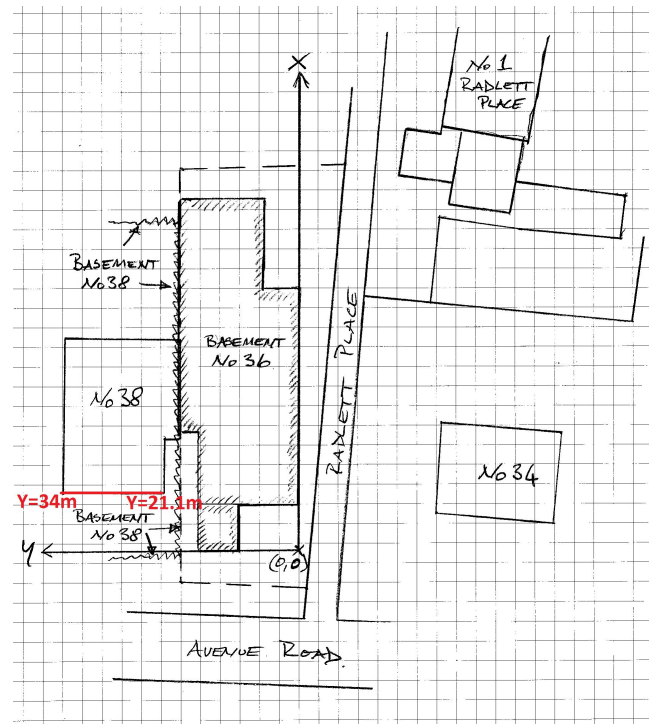 X
No 1
RADLETT
PLACE
BASEMENT
No 38
BASEMENT
No 36
RADLETT PLACE
No 38
No 34
Y=34m
Y=21.1m
BASEMENT
No 38
Y
(0,0)
AVENUE ROAD.